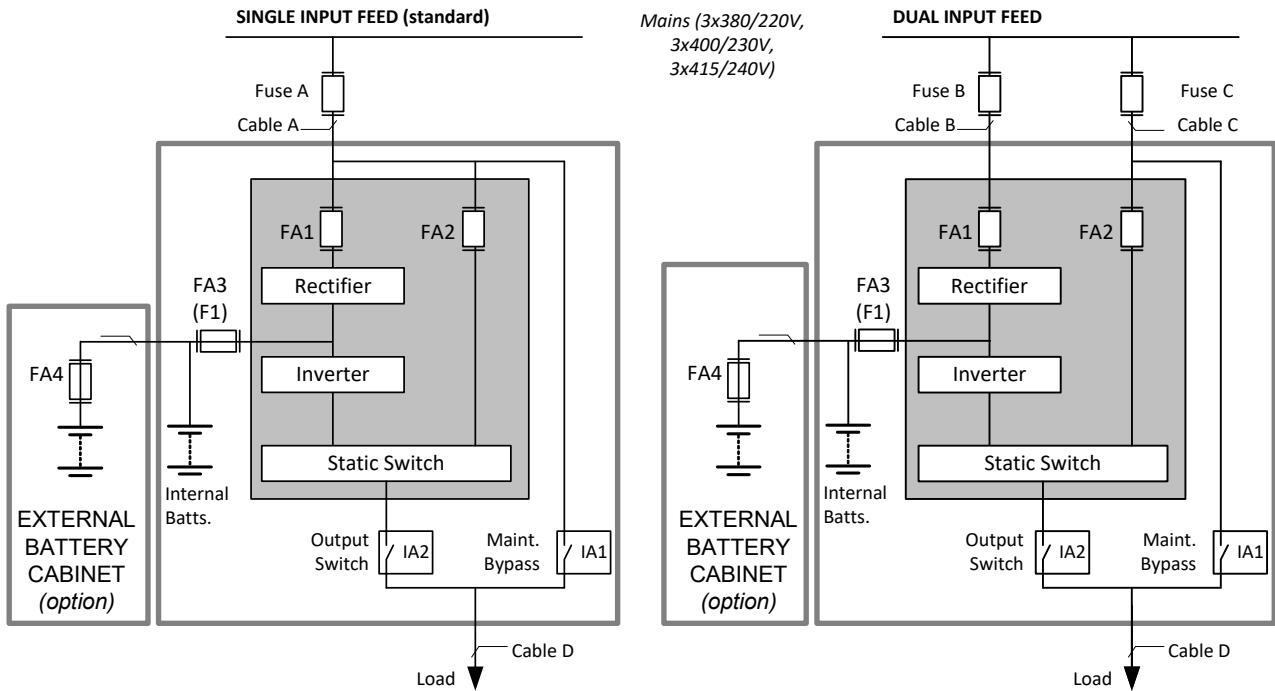 SINGLE INPUT FEED (standard)
Mains (3x380/220V,
3x400/230V,
3x415/240V)
DUAL INPUT FEED
Fuse A
Cable A
FA1
FA2
Rectifier
FA3
(F1)
Inverter
FA4
Static Switch
Internal
Batts.
EXTERNAL
BATTERY
CABINET
(option)
Output
Switch
IA2
Maint.
Bypass
IA1
Cable D
Load
Fuse B
Fuse C
Cable B
Cable C
FA1
FA2
Rectifier
FA3
(F1)
Inverter
FA4
Static Switch
Internal
Batts.
EXTERNAL
BATTERY
CABINET
(option)
Output
Switch
IA2
Maint.
Bypass
IA1
Cable D
Load